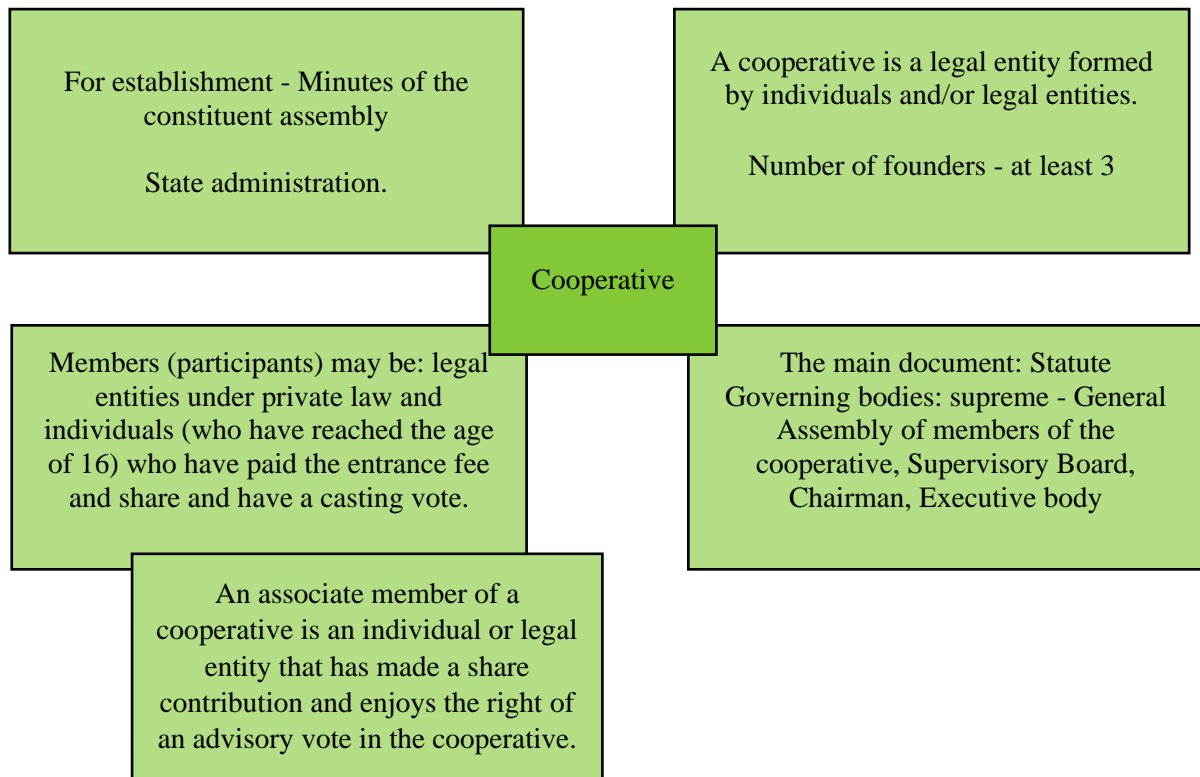 For establishment - Minutes of the
constituent assembly
State administration.
A cooperative is a legal entity formed
by individuals and/or legal entities.
Number of founders - at least 3
Cooperative
Members (participants) may be: legal
entities under private law and
individuals (who have reached the age
of 16) who have paid the entrance fee
and share and have a casting vote.
The main document: Statute
Governing bodies: supreme - General
Assembly of members of the
cooperative, Supervisory Board,
Chairman, Executive body
An associate member of a
cooperative is an individual or legal
entity that has made a share
contribution and enjoys the right of
an advisory vote in the cooperative.